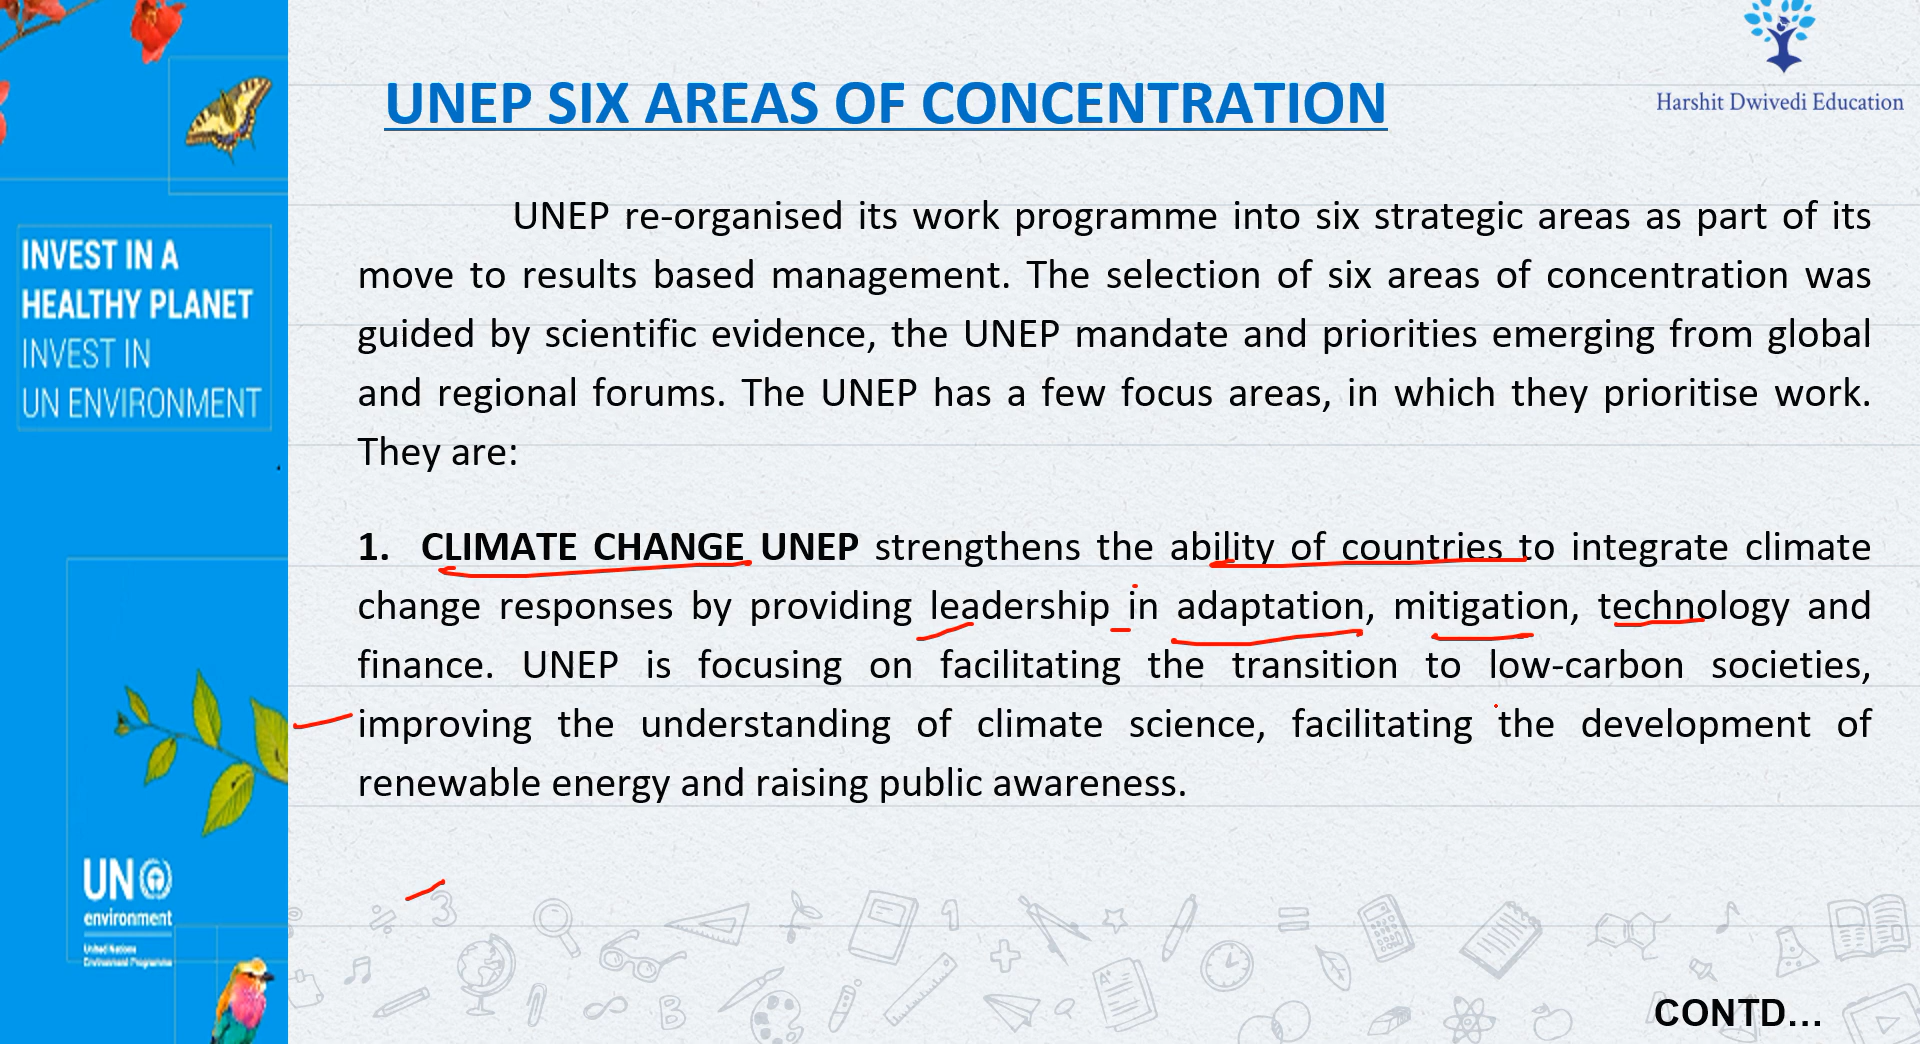 Harshit Dwivedi Education
UNEP SIX AREAS OF CONCENTRATION
INVEST IN A
HEALTHY PLANET
INVEST IN
UN ENVIRONMENT
UNEP re-organised its work programme into six strategic areas as part of its
move to results based management. The selection of six areas of concentration was
guided by scientific evidence, the UNEP mandate and priorities emerging from global
and regional forums. The UNEP has a few focus areas, in which they prioritise work.
They are:
1. CLIMATE CHANGE UNEP strengthens the ability of countries to integrate climate
change responses by providing leadership in adaptation, mitigation, technology and
finance. UNEP is focusing on facilitating the transition to low-carbon societies,
improving the understanding of climate science, facilitating the development of
renewable energy and raising public awareness.
UN
environment
United Nations
Environment Programme
CONTD...